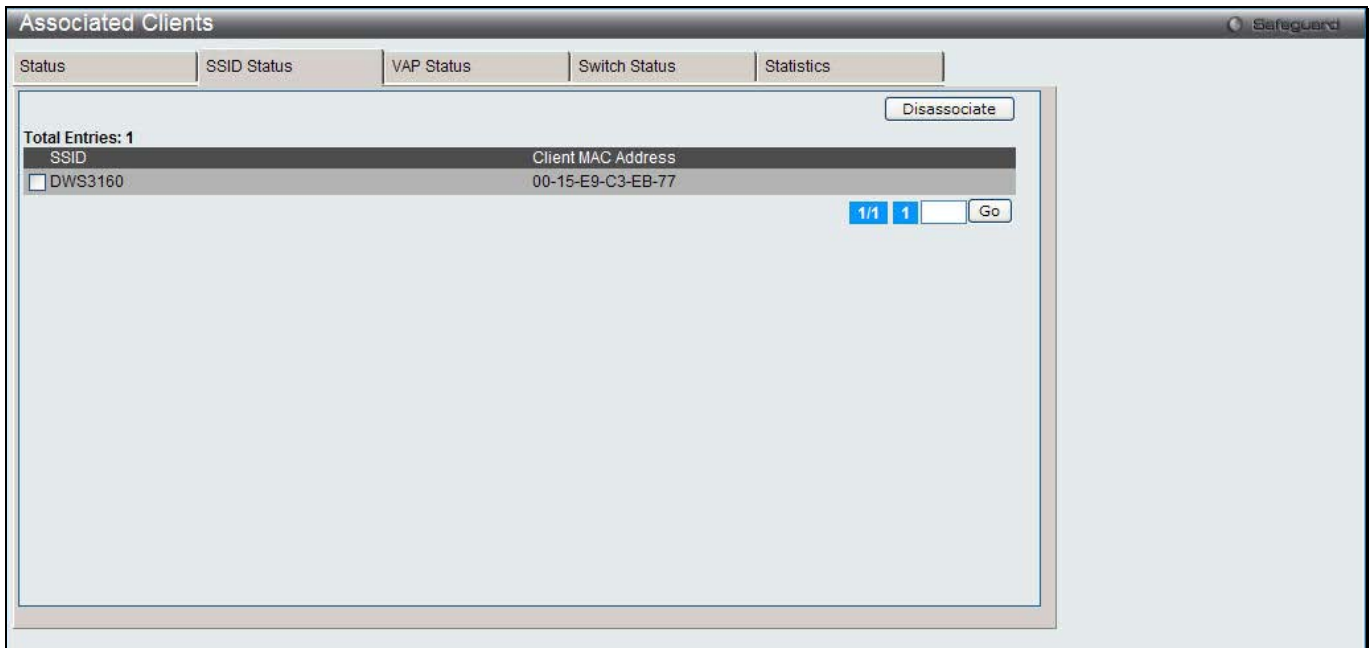 Associated Clients Safeguard
Status SSID Status VAP Status Switch Status Statistics
Disassociate
Total Entries: 1
SSID Client MAC Address
DWS3160 00-15-E9-C3-EB-77
1/1 1 Go